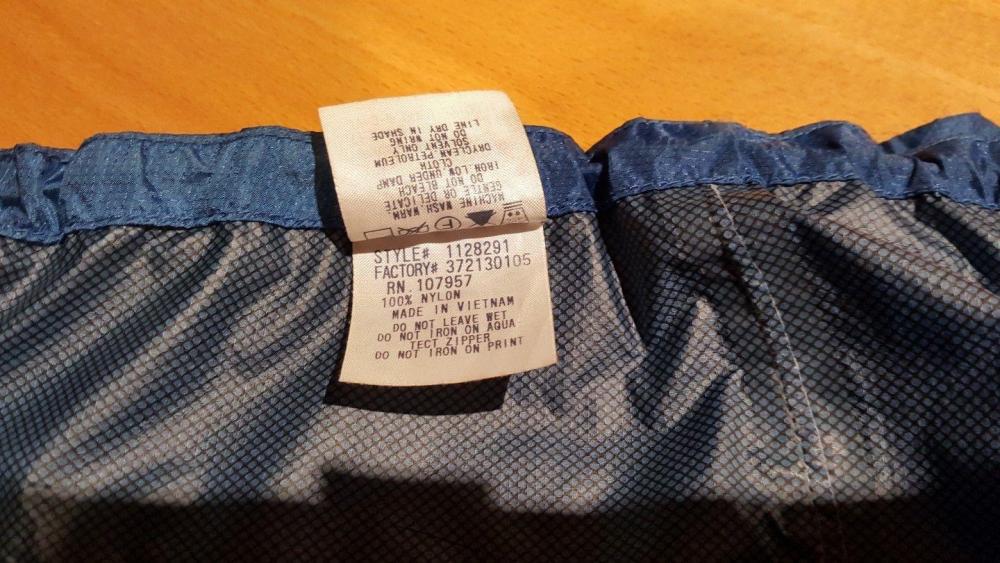 MACHINE WASH WARM.
GENTLE OR DELICATE
DO NOT BLEACH
IRON LOW UNDER DAMP
CLOTH
DRYCLEAN PETROLEUM
SOLVENT ONLY
DO NOT WRING
LINE DRY IN SHADE
STYLE# 1128291
FACTORY# 372130105
RN 107957
100% NYLON
MADE IN VIETNAM
DO NOT LEAVE WET
DO NOT IRON ON AQUA
TECT ZIPPER
DO NOT IRON ON PRINT